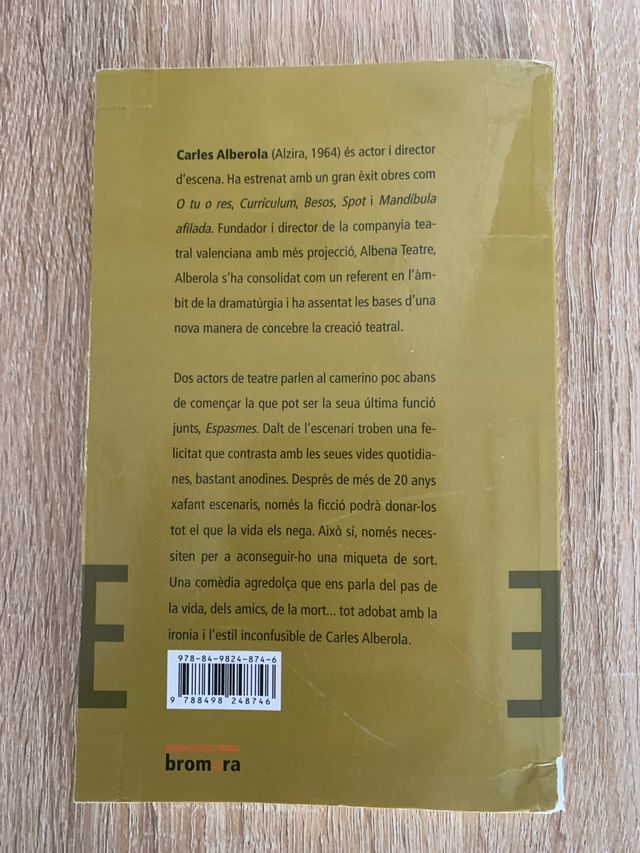 Carles Alberola (Alzira, 1964) és actor i director
d'escena. Ha estrenat amb un gran èxit obres com
O tu o res, Currículum, Besos, Spot i Mandíbula
afilada. Fundador i director de la companyia tea-
tral valenciana amb més projecció, Albena Teatre,
Alberola s'ha consolidat com un referent en l'àm-
bit de la dramatúrgia i ha assentat les bases d'una
nova manera de concebre la creació teatral.
Dos actors de teatre parlen al camerino poc abans
de començar la que pot ser la seua última funció
junts, Espasmes. Dalt de l'escenari troben una fe-
licitat que contrasta amb les seues vides quotidia-
nes, bastant anodines. Després de més de 20 anys
xafant escenaris, només la ficció podrà donar-los
tot el que la vida els nega. Això sí, només neces-
siten per a aconseguir-ho una miqueta de sort.
Una comèdia agredolça que ens parla del pas de
la vida, dels amics, de la mort... tot adobat amb la
ironia i l'estil inconfusible de Carles Alberola.
E
E
978-84-9824-874-6
9 788498 248746
bromera